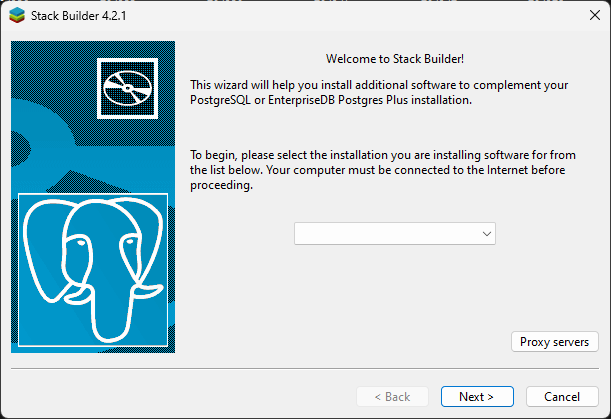 Stack Builder 4.2.1
Welcome to Stack Builder!
This wizard will help you install additional software to complement your
PostgreSQL or EnterpriseDB Postgres Plus installation.
To begin, please select the installation you are installing software for from
the list below. Your computer must be connected to the Internet before
proceeding.
Proxy servers
< Back
Next >
Cancel